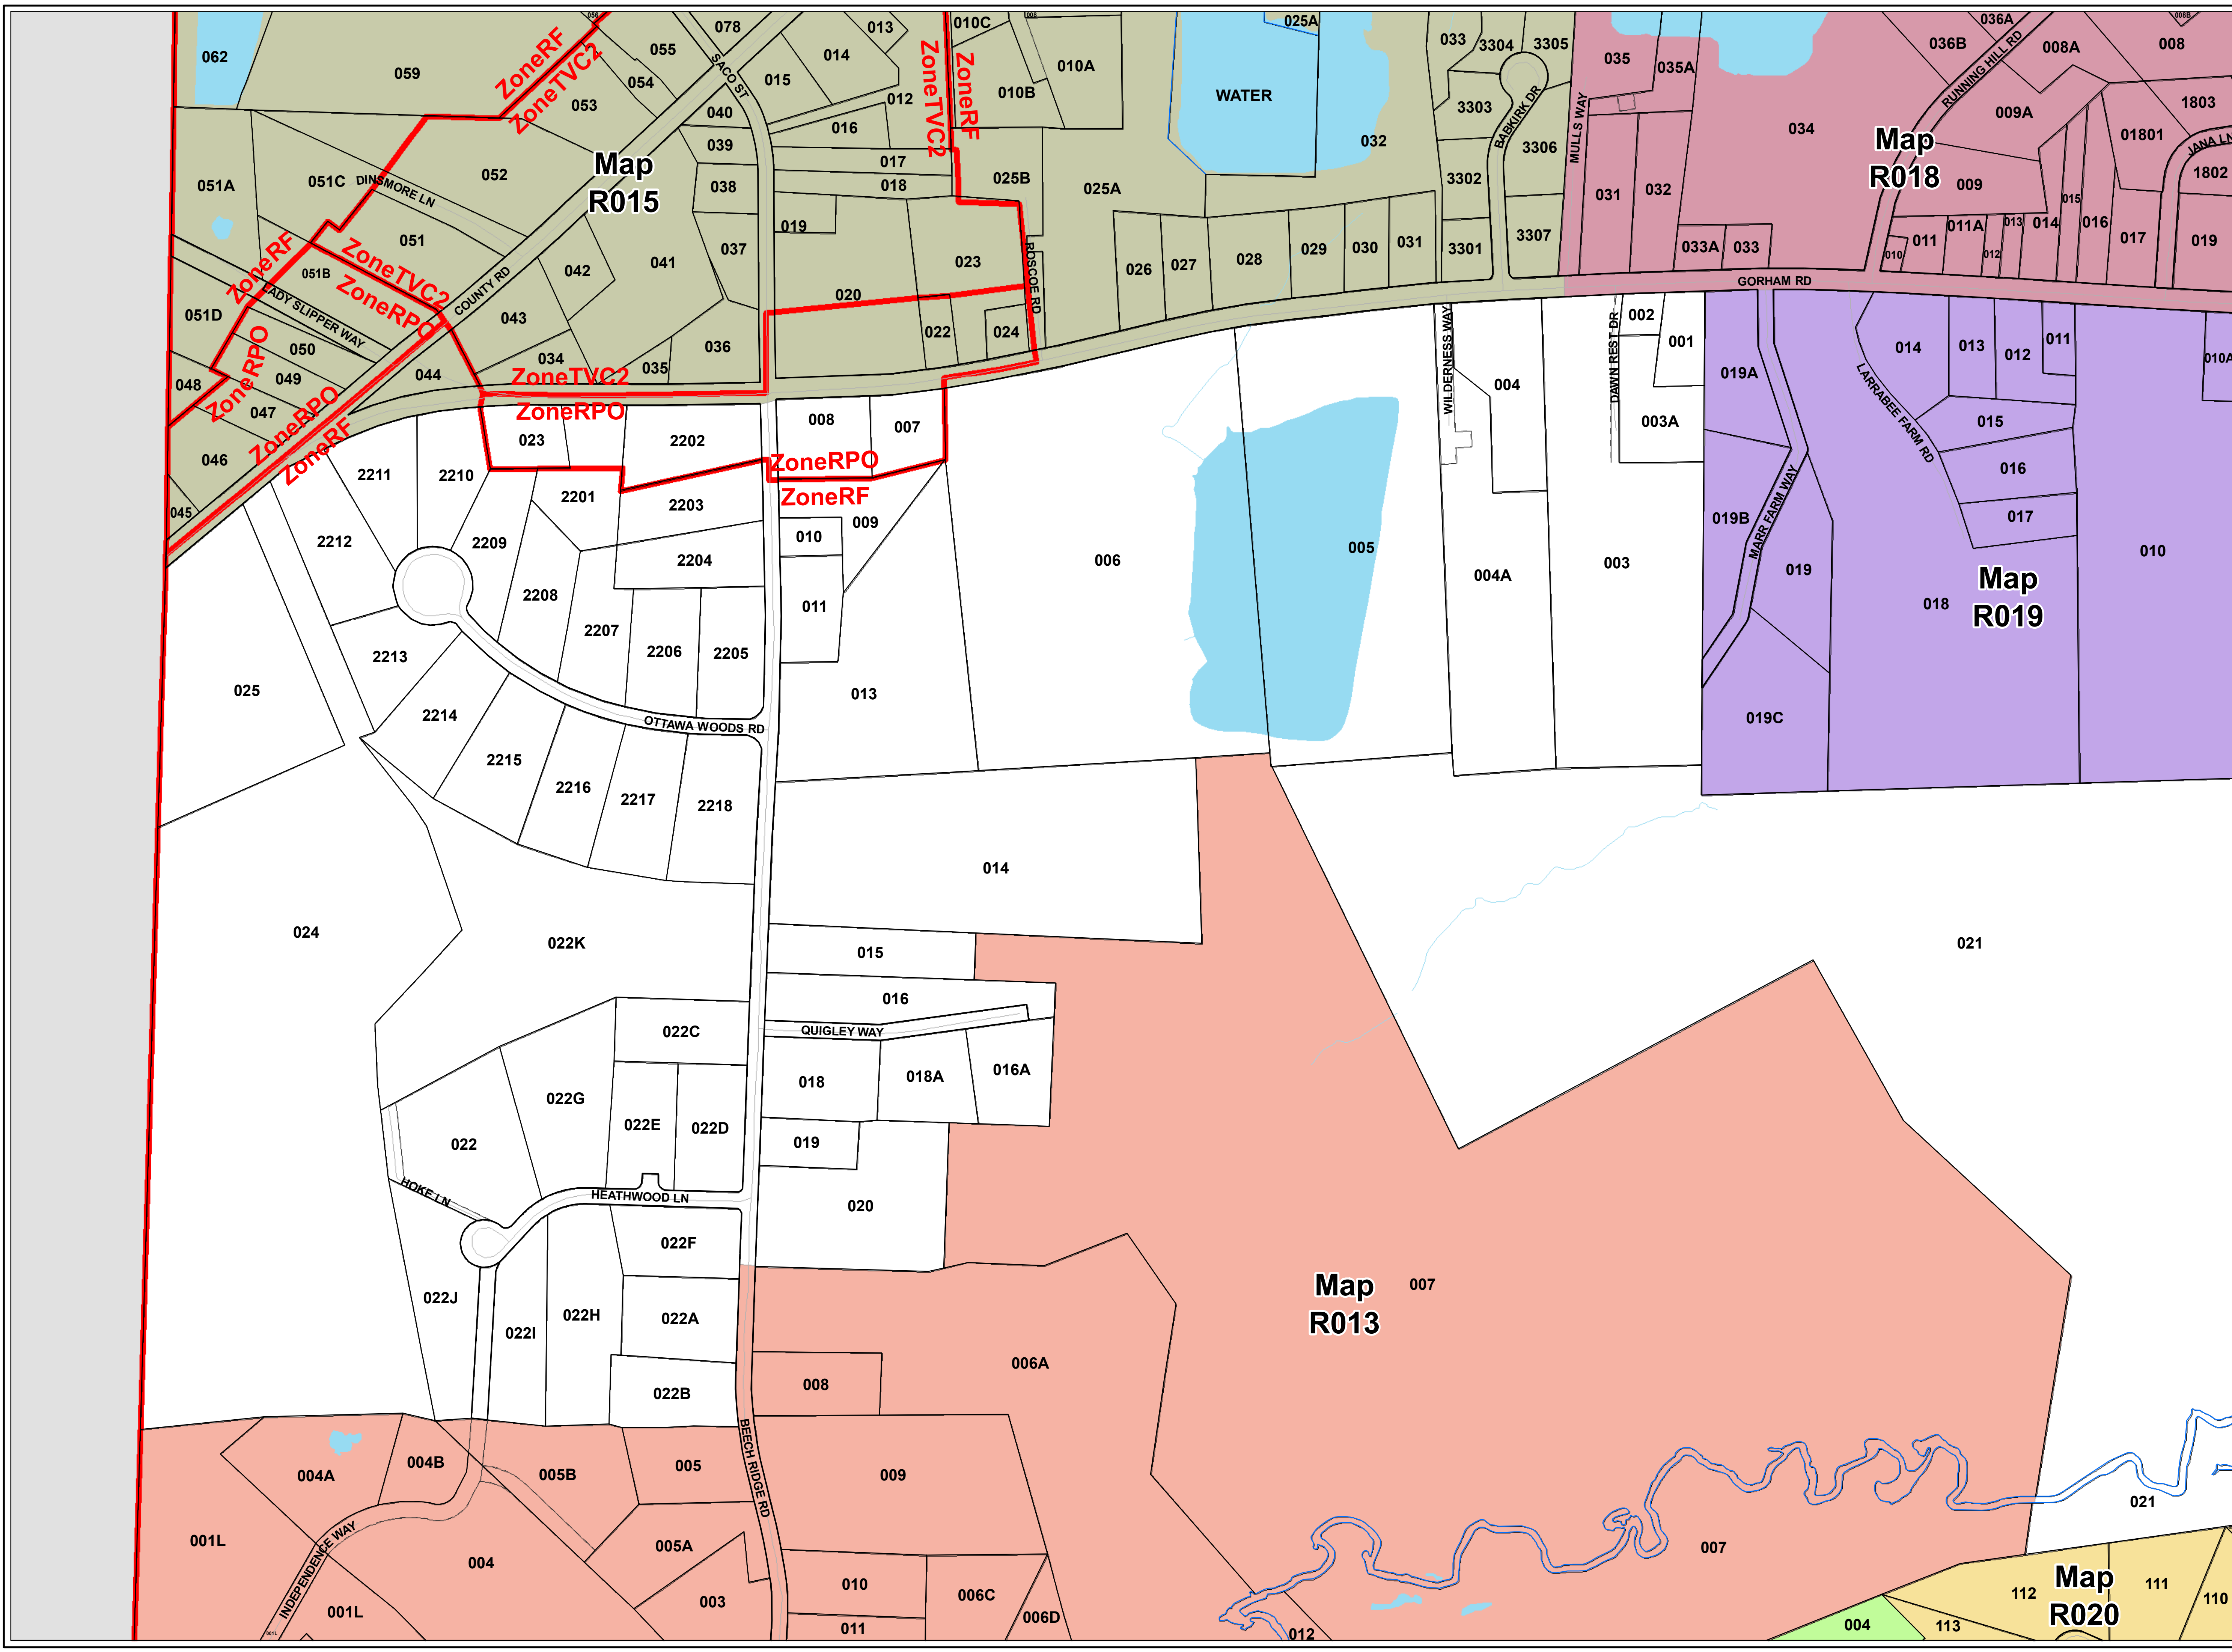 062
059
ZoneRF
ZoneTVC2
056
055
054
053
078
SACO ST
013
014
015
012
040
016
039
017
038
018
037
019
ZoneTVC2
ZoneRF
010C
008
010B
010A
025B
025A
WATER
025A
032
033
3304
3305
3303
BABKIRK DR
3306
3302
3301
3307
MULLS WAY
035
035A
031
032
034
033A
033
036A
036B
RUNNING HILL RD
008A
008B
008
009A
Map
R018
009
1803
01801
JANA LN
1802
015
016
011A
013
014
011
010
012
017
019
051A
051C
DINSMORE LN
052
Map
R015
051
ZoneRF
ZoneTVC2
ZoneRPO
051B
LADY SLIPPER WAY
COUNTY RD
051D
050
049
048
047
ZoneRPO
ZoneRPO
ZoneRF
046
045
044
043
042
041
034
035
036
020
023
ROSCOE RD
022
024
026
027
028
029
030
031
GORHAM RD
ZoneTVC2
ZoneRPO
023
2202
008
007
ZoneRPO
ZoneRF
2211
2210
2201
2203
2212
2209
2204
2208
2207
2206
2205
2213
2214
2215
2216
2217
2218
OTTAWA WOODS RD
009
010
011
013
006
005
WILDERNESS WAY
004
004A
DAWN REST DR
002
001
003A
003
019A
019B
MARR FARM WAY
019
019C
014
013
012
011
010A
LARRABEE FARM RD
015
016
017
018
Map
R019
010
025
024
022K
014
015
016
QUIGLEY WAY
018
018A
016A
019
020
021
022C
022G
022E
022D
022
HOKE LN
HEATHWOOD LN
022F
022J
022I
022H
022A
022B
Map
R013
007
006A
008
BEECH RIDGE RD
009
004A
004B
005B
005
005A
001L
INDEPENDENCE WAY
004
001L
001L
003
010
011
006C
006D
012
007
021
Map
R020
112
111
110
113
004